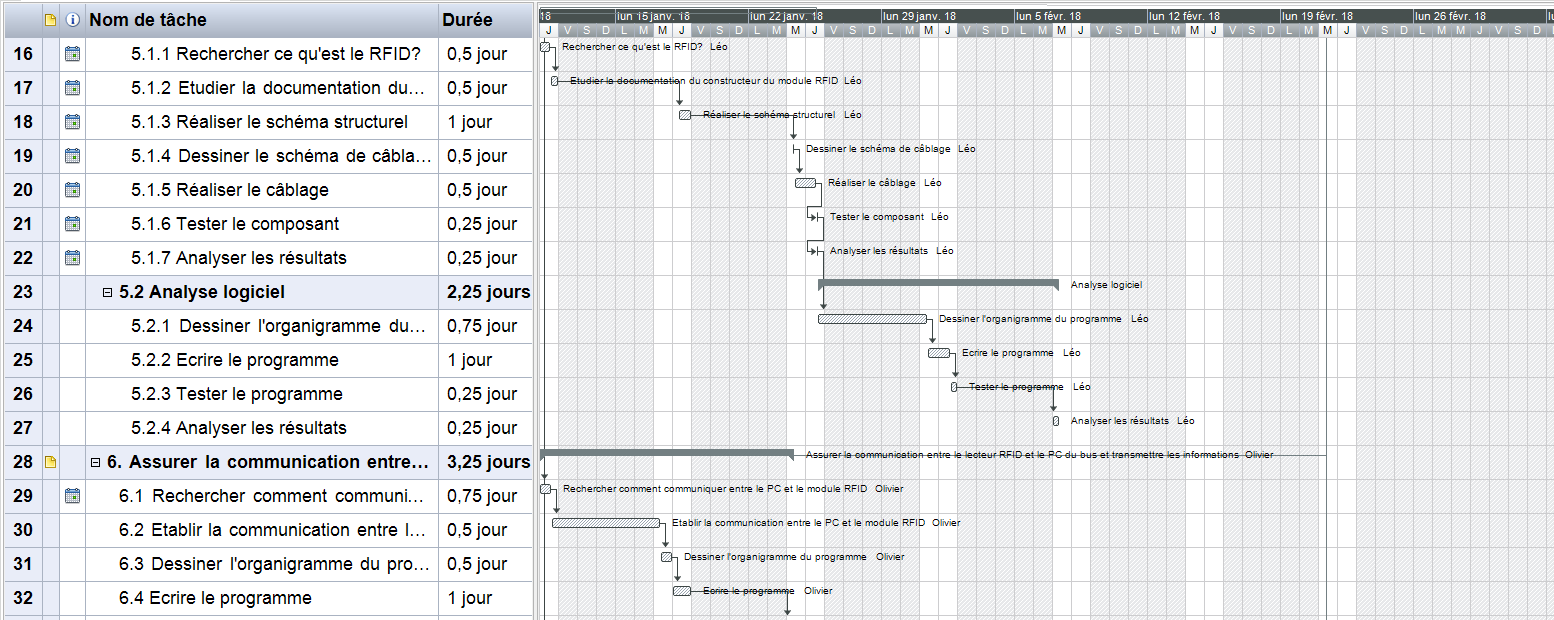 Nom de tâche Durée
18 lun 15 janv. 18 lun 22 janv. 18 lun 29 janv. 18 lun 5 févr. 18 lun 12 févr. 18 lun 19 févr. 18 lun 26 févr. 18
J V S D L M M J V S D L M M J V S D L M M J V S D L M M J V S D L M M J V S D L M M J V S D L M M J V S D
16 5.1.1 Rechercher ce qu'est le RFID? 0,5 jour Rechercher ce qu'est le RFID? Léo
17 5.1.2 Etudier la documentation du... 0,5 jour Etudier la documentation du constructeur du module RFID Léo
18 5.1.3 Réaliser le schéma structurel 1 jour Réaliser le schéma structurel Léo
19 5.1.4 Dessiner le schéma de câbla... 0,5 jour Dessiner le schéma de câblage Léo
20 5.1.5 Réaliser le câblage 0,5 jour Réaliser le câblage Léo
21 5.1.6 Tester le composant 0,25 jour Tester le composant Léo
22 5.1.7 Analyser les résultats 0,25 jour Analyser les résultats Léo
23 5.2 Analyse logiciel 2,25 jours Analyse logiciel
24 5.2.1 Dessiner l'organigramme du... 0,75 jour Dessiner l'organigramme du programme Léo
25 5.2.2 Ecrire le programme 1 jour Ecrire le programme Léo
26 5.2.3 Tester le programme 0,25 jour Tester le programme Léo
27 5.2.4 Analyser les résultats 0,25 jour Analyser les résultats Léo
28 6. Assurer la communication entre... 3,25 jours Assurer la communication entre le lecteur RFID et le PC du bus et transmettre les informations Olivier
29 6.1 Rechercher comment communi... 0,75 jour Rechercher comment communiquer entre le PC et le module RFID Olivier
30 6.2 Etablir la communication entre l... 0,5 jour Etablir la communication entre le PC et le module RFID Olivier
31 6.3 Dessiner l'organigramme du pro... 0,5 jour Dessiner l'organigramme du programme Olivier
32 6.4 Ecrire le programme 1 jour Ecrire le programme Olivier